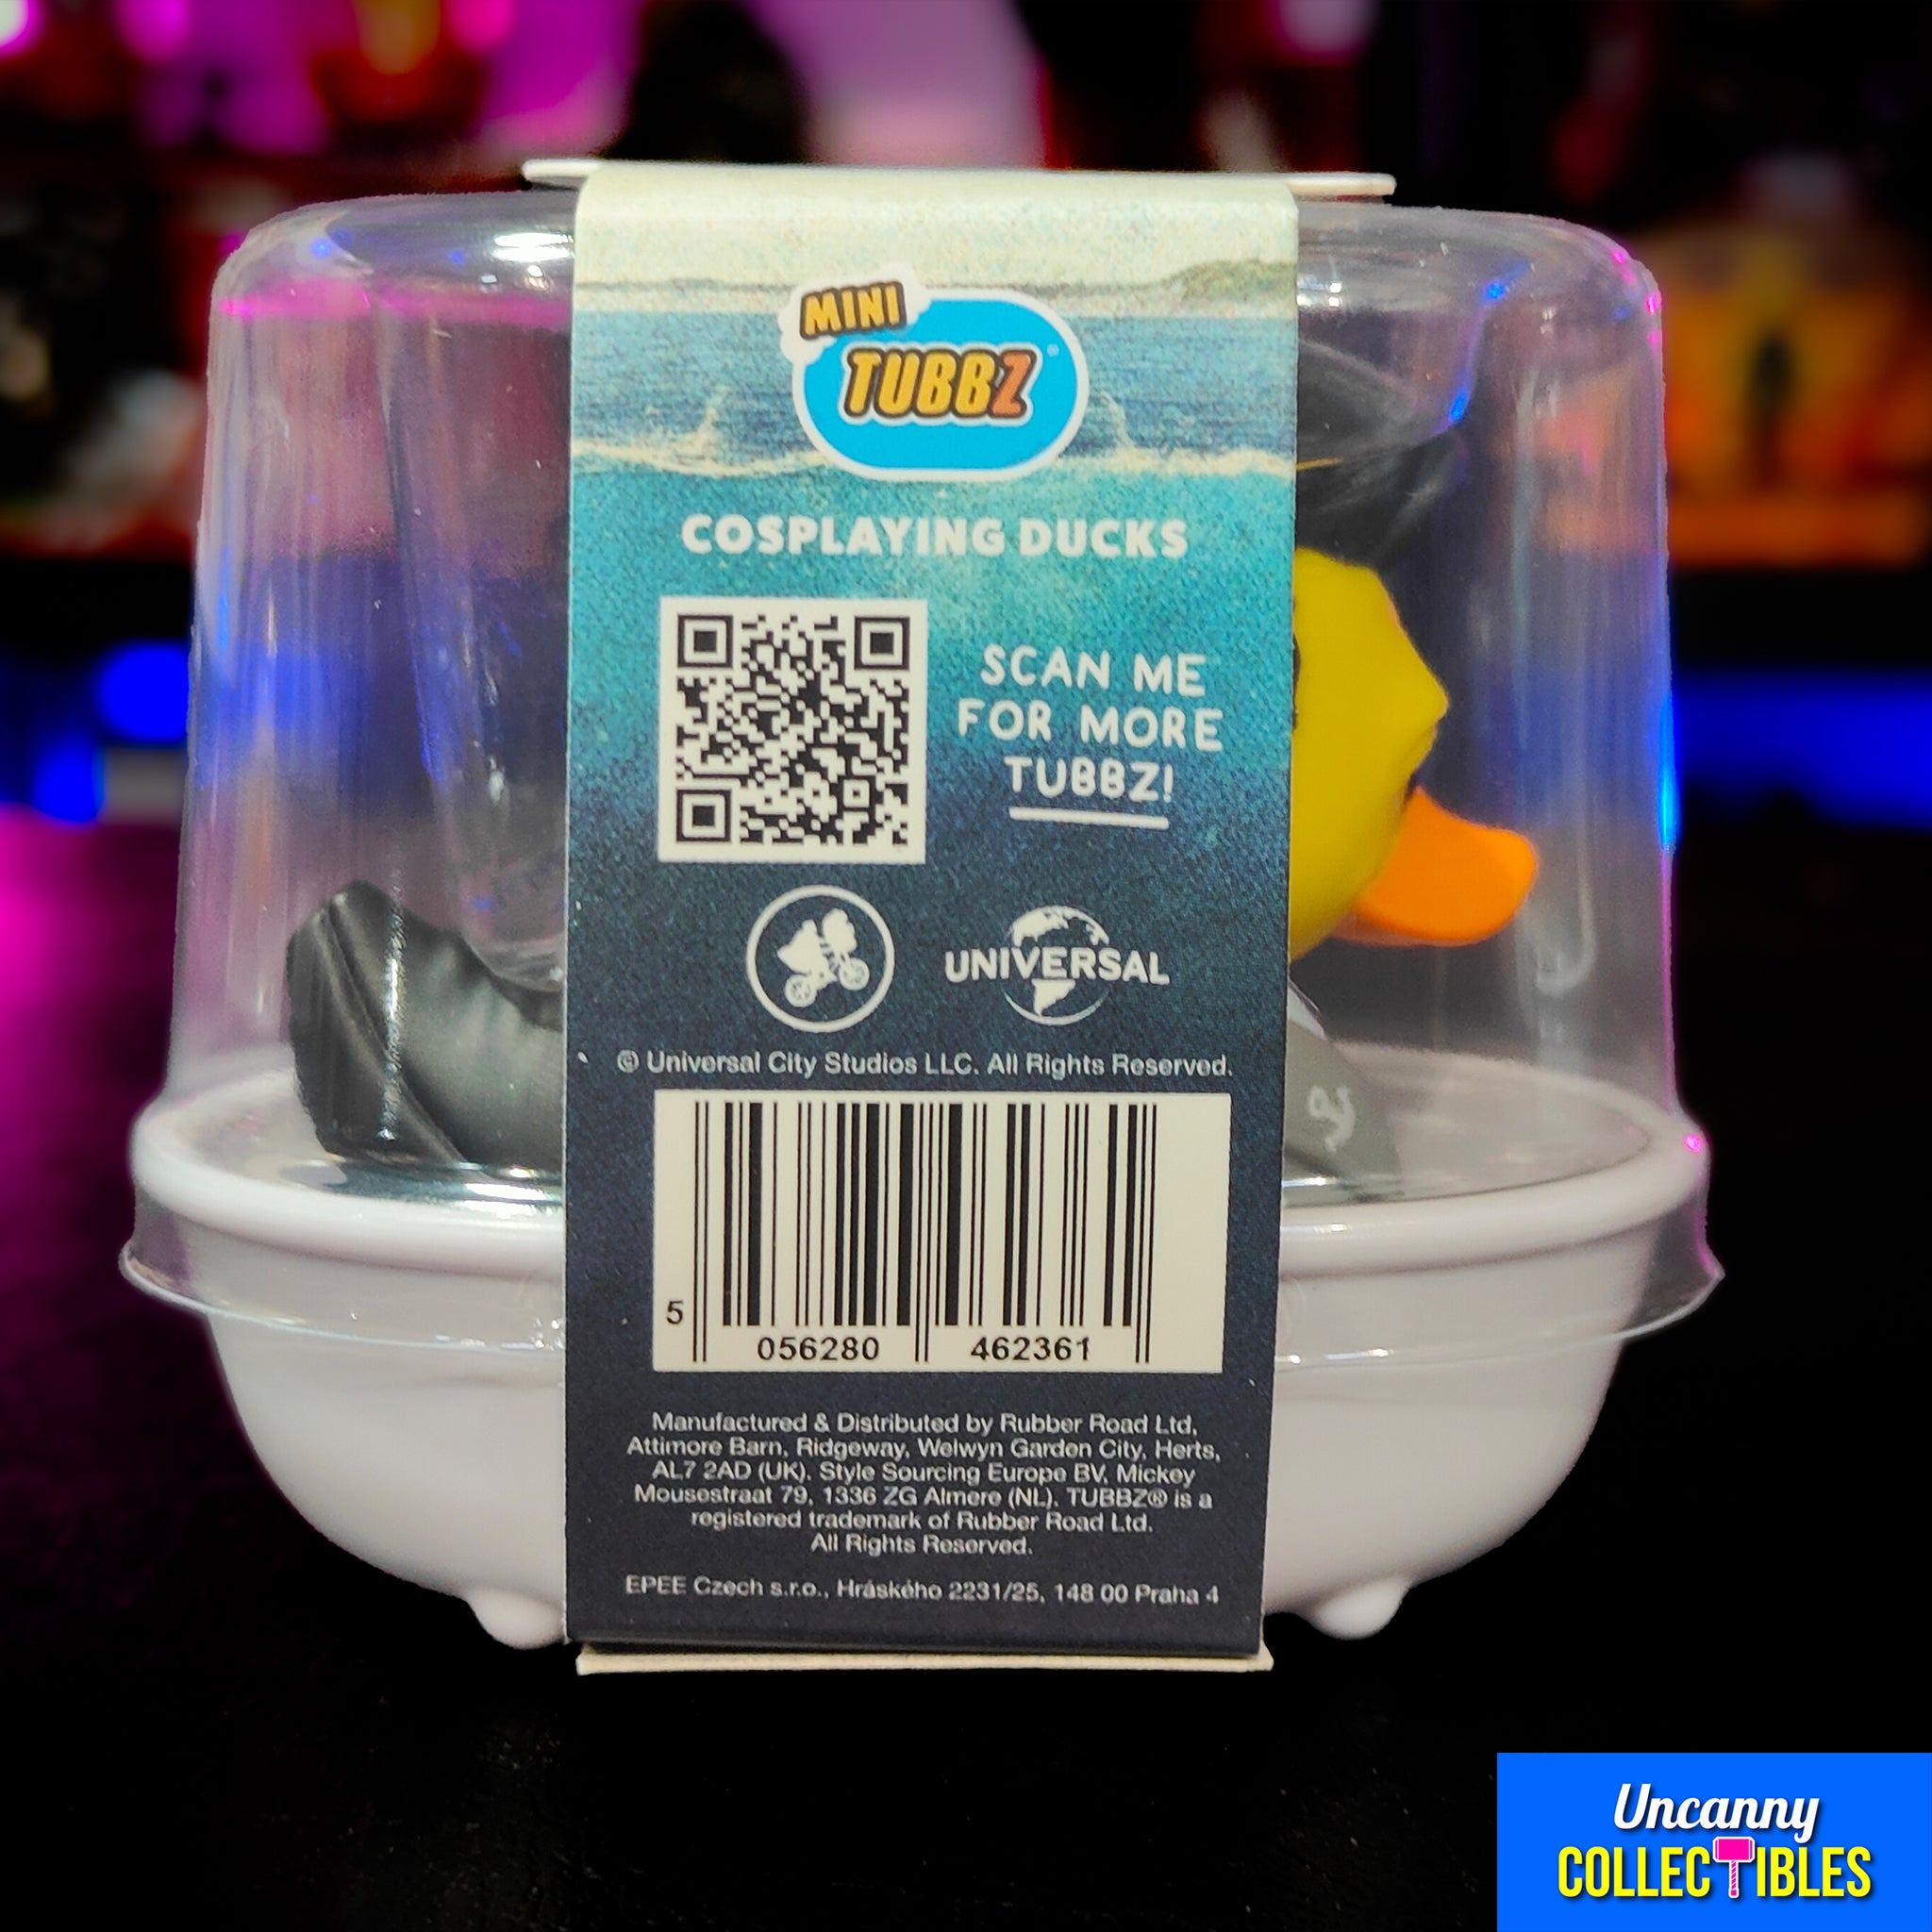 MINI
TUBBZ
COSPLAYING DUCKS
SCAN ME
FOR MORE
TUBBZ!
UNIVERSAL
© Universal City Studios LLC. All Rights Reserved.
5 056280 462361
Manufactured & Distributed by Rubber Road Ltd,
Attimore Barn, Ridgeway, Welwyn Garden City, Herts,
AL7 2AD (UK). Style Sourcing Europe BV, Mickey
Mousestraat 79, 1336 ZG Almere (NL). TUBBZ® is a
registered trademark of Rubber Road Ltd.
All Rights Reserved.
EPEE Czech s.r.o., Hráského 2231/25, 148 00 Praha 4
Uncanny
COLLECTIBLES